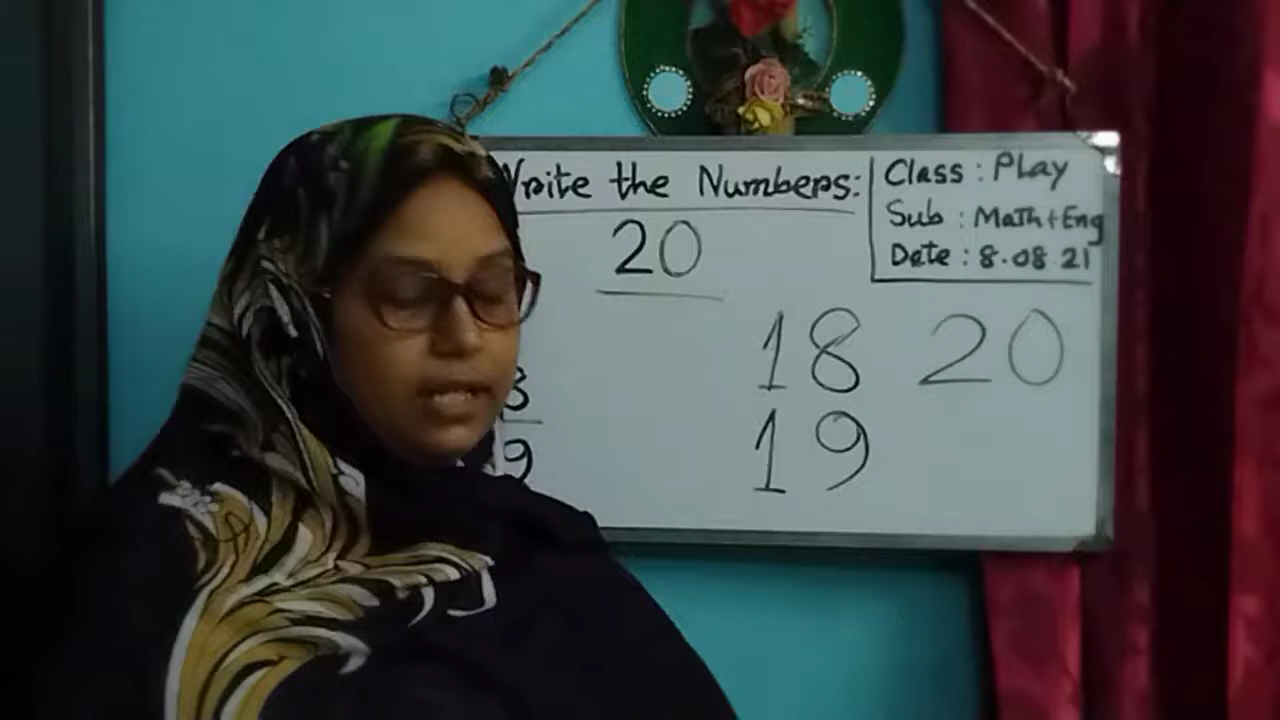 Write the Numbers:
Class : Play
Sub : Math+Eng
Date : 8.08 21
20
18 20
19